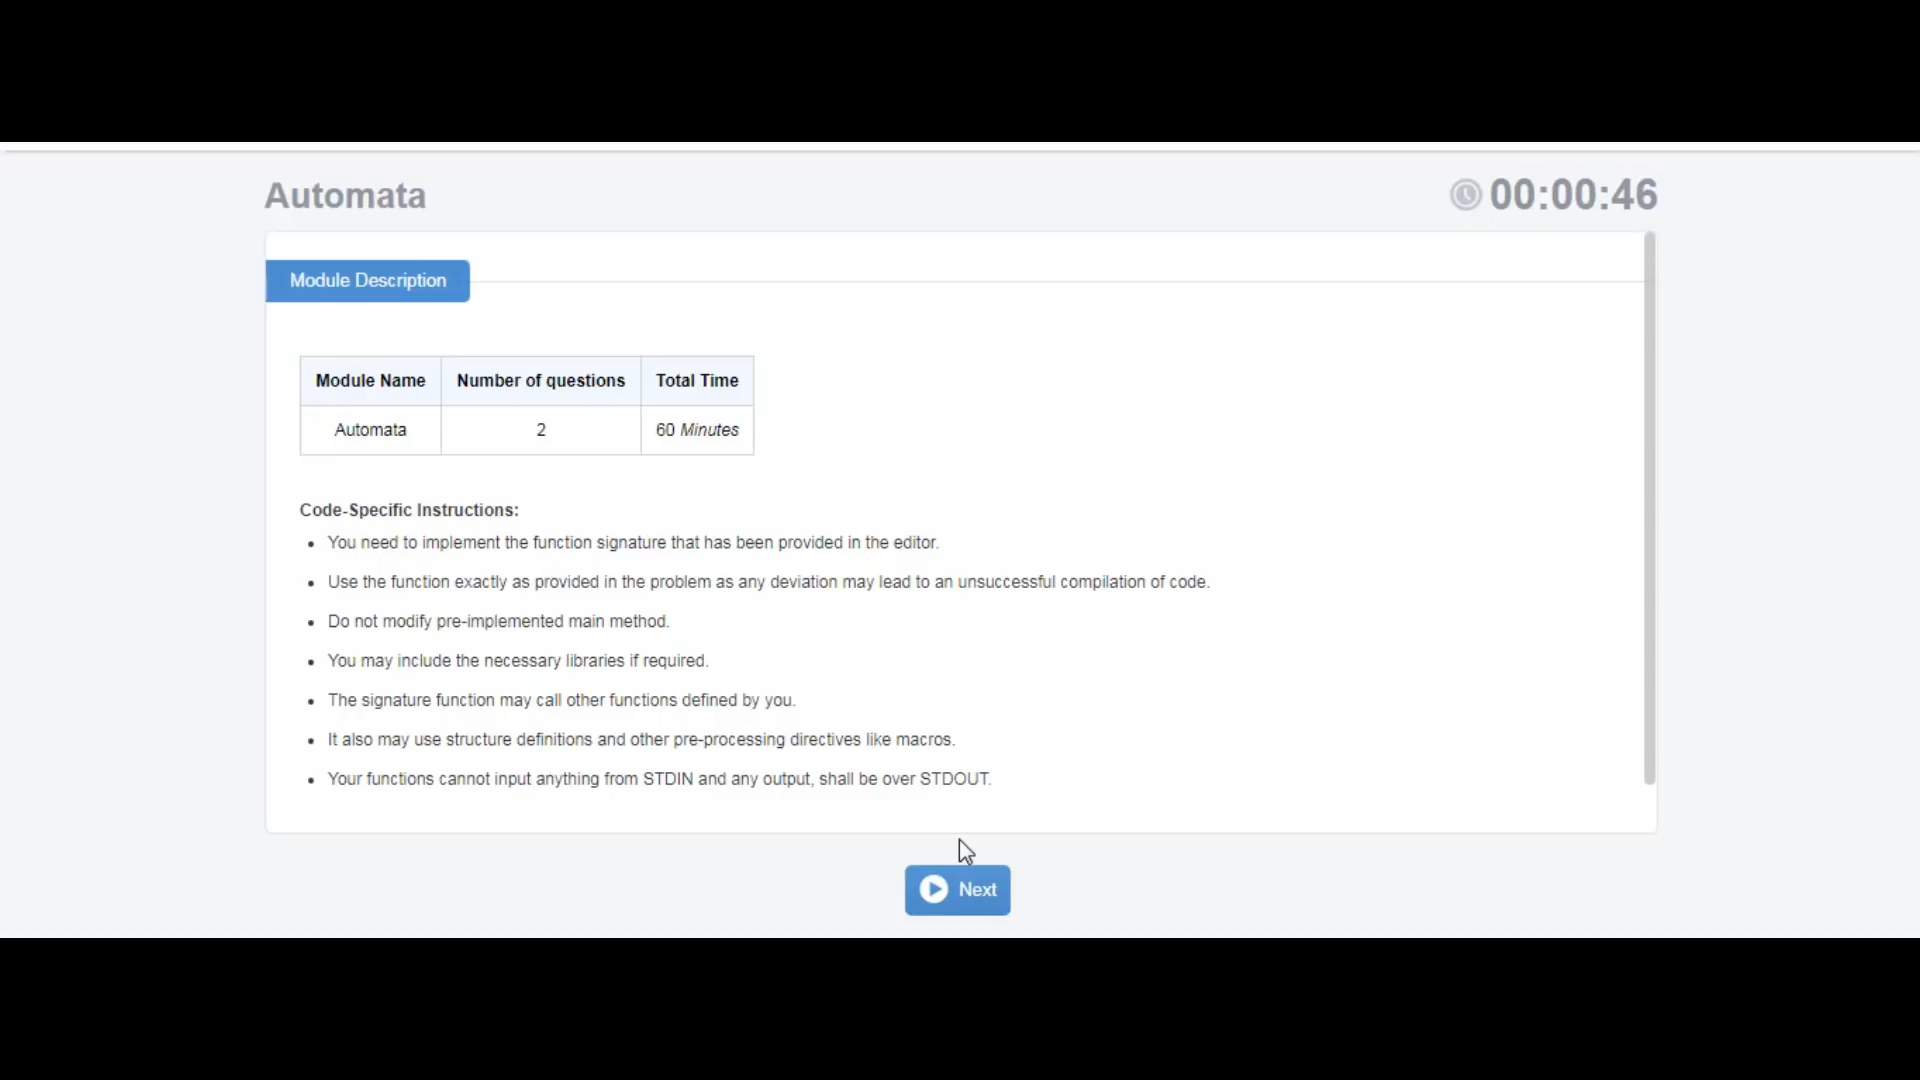 Automata
00:00:46
Module Description
Module Name Number of questions Total Time
Automata 2 60 Minutes
Code-Specific Instructions:
You need to implement the function signature that has been provided in the editor.
Use the function exactly as provided in the problem as any deviation may lead to an unsuccessful compilation of code.
Do not modify pre-implemented main method.
You may include the necessary libraries if required.
The signature function may call other functions defined by you.
It also may use structure definitions and other pre-processing directives like macros.
Your functions cannot input anything from STDIN and any output, shall be over STDOUT.
Next